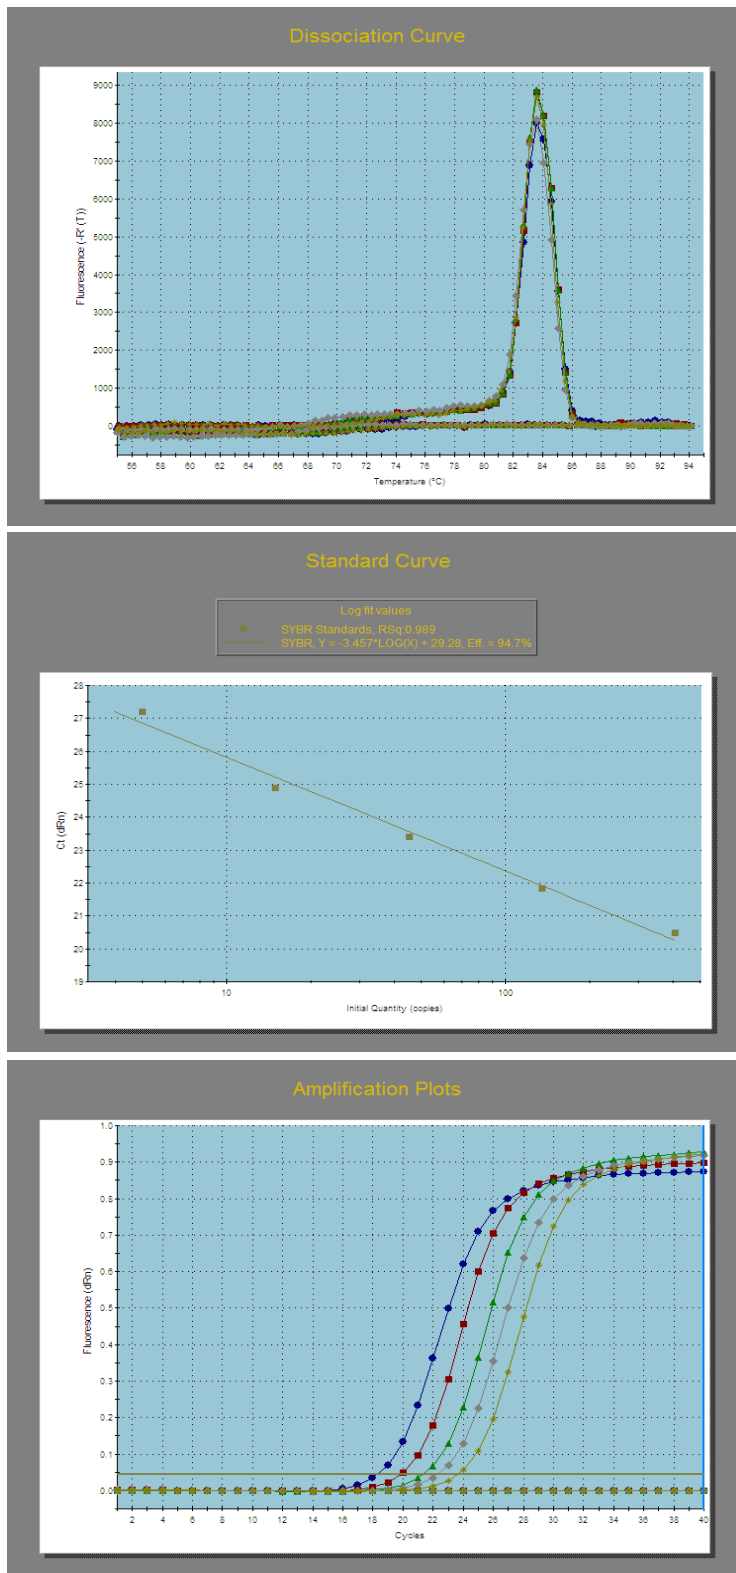 Dissociation Curve
9000
8000
7000
6000
5000
4000
3000
2000
1000
0
Fluorescence (-R' (T))
56 58 60 62 64 66 68 70 72 74 76 78 80 82 84 86 88 90 92 94
Temperature (°C)
Standard Curve
Log fit values
SYBR Standards, RSq:0.989
SYBR, Y = -3.457*LOG(X) + 29.28, Eff. = 94.7%
28
27
26
25
24
23
22
21
20
19
Ct (dRn)
10 100
Initial Quantity (copies)
Amplification Plots
1.0
0.9
0.8
0.7
0.6
0.5
0.4
0.3
0.2
0.1
0.0
Fluorescence (dRn)
2 4 6 8 10 12 14 16 18 20 22 24 26 28 30 32 34 36 38 40
Cycles